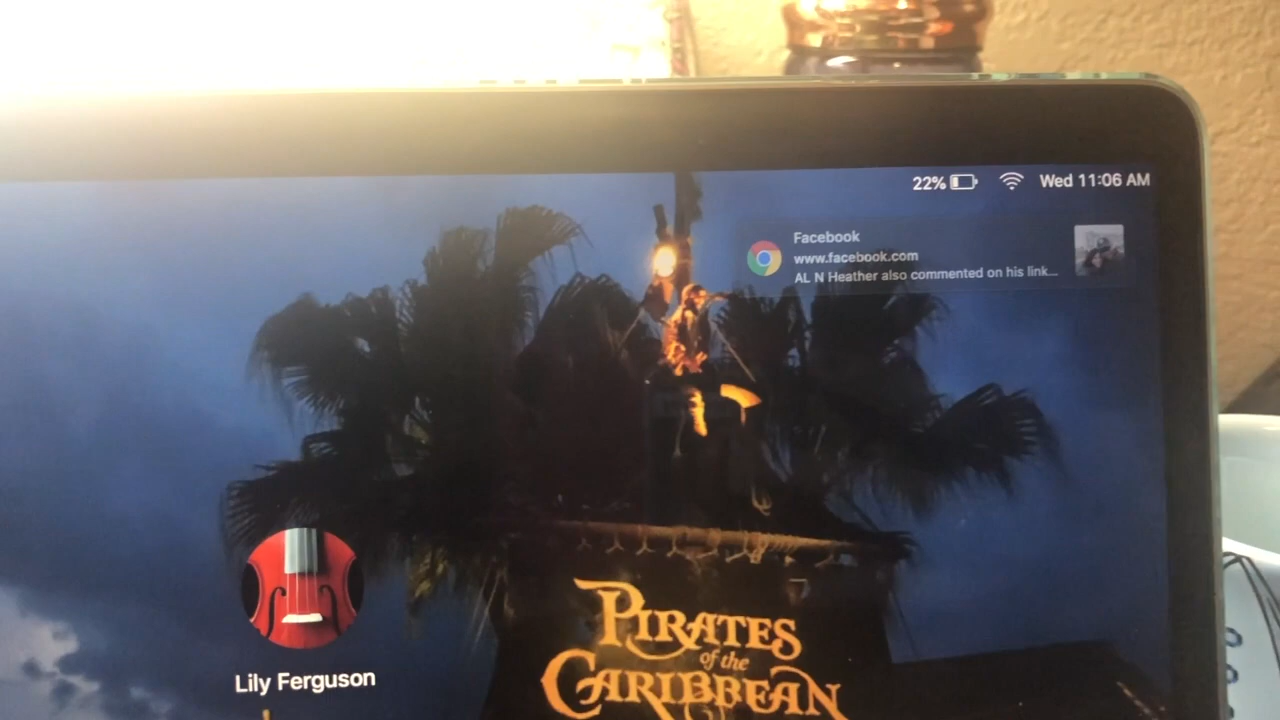 22%
Wed 11:06 AM
Facebook
www.facebook.com
AL N Heather also commented on his link...
Lily Ferguson
PIRATES
of the
CARIBBEAN